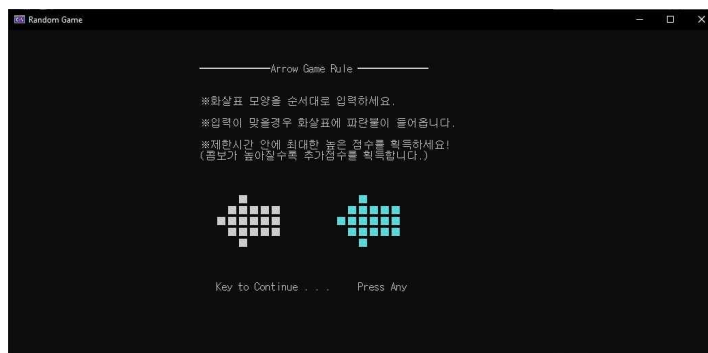 Random Game
Arrow Game Rule
※화살표 모양을 순서대로 입력하세요.
※입력이 맞을경우 화살표에 파란불이 들어옵니다.
※제한시간 안에 최대한 높은 점수를 획득하세요!
(콤보가 높아질수록 추가점수를 획득합니다.)
Key to Continue . . . Press Any